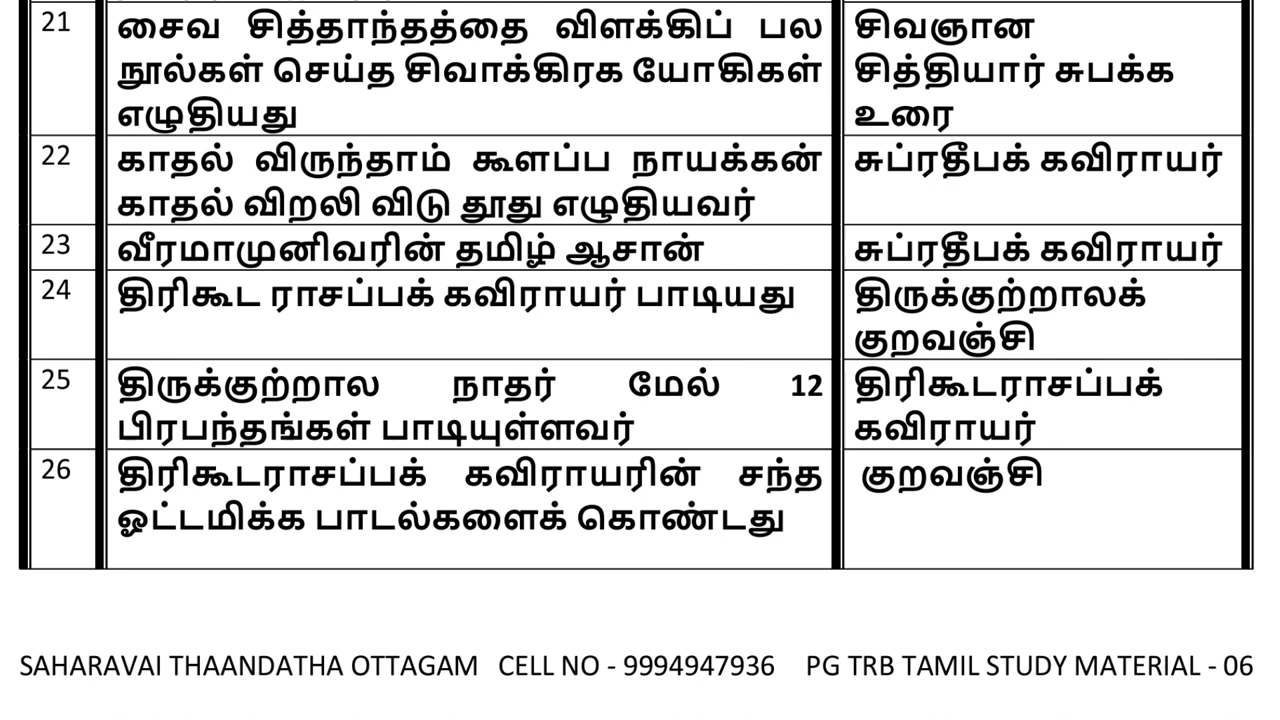 21 சைவ சித்தாந்தத்தை விளக்கிப் பல சிவஞான
நூல்கள் செய்த சிவாக்கிரக யோகிகள் சித்தியார் சுபக்க
எழுதியது உரை
22 காதல் விருந்தாம் கூளப்ப நாயக்கன் சுப்ரதீபக் கவிராயர்
காதல் விறலி விடு தூது எழுதியவர்
23 வீரமாமுனிவரின் தமிழ் ஆசான் சுப்ரதீபக் கவிராயர்
24 திரிகூட ராசப்பக் கவிராயர் பாடியது திருக்குற்றாலக்
குறவஞ்சி
25 திருக்குற்றால நாதர் மேல் 12 திரிகூடராசப்பக்
பிரபந்தங்கள் பாடியுள்ளவர் கவிராயர்
26 திரிகூடராசப்பக் கவிராயரின் சந்த குறவஞ்சி
ஓட்டமிக்க பாடல்களைக் கொண்டது
SAHARAVAI THAANDATHA OTTAGAM CELL NO - 9994947936 PG TRB TAMIL STUDY MATERIAL - 06